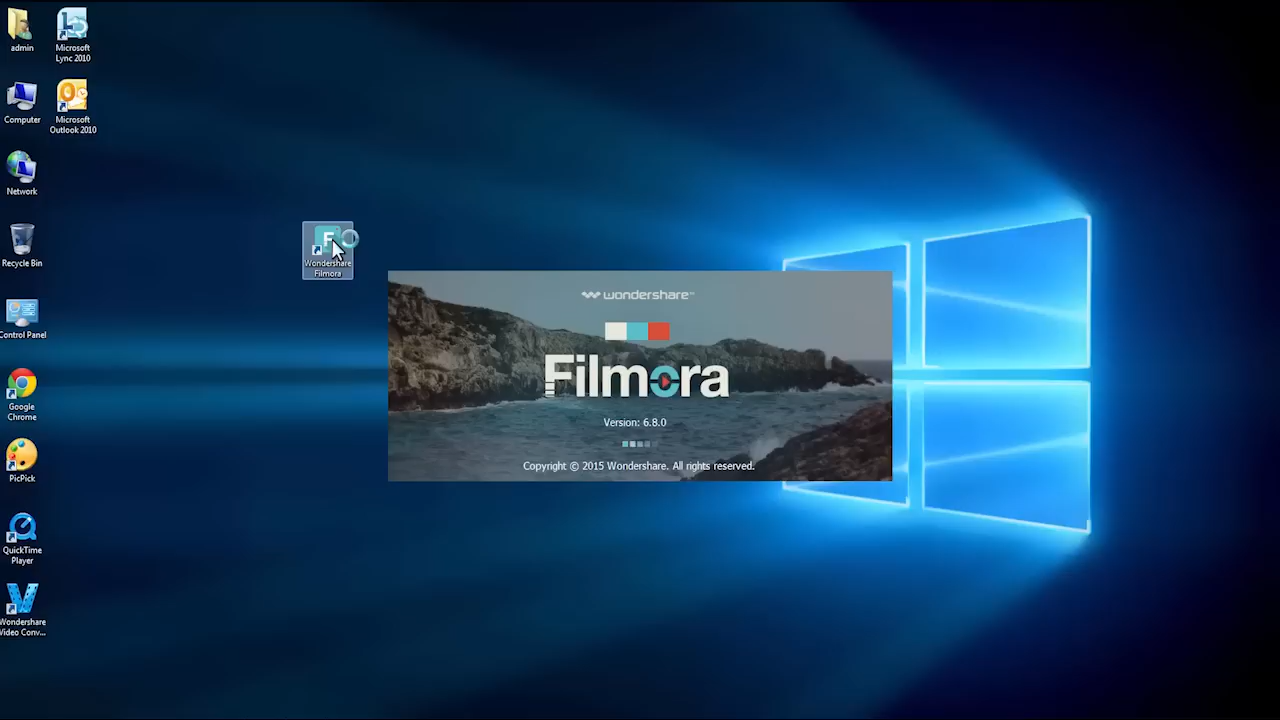 admin
Microsoft
Lync 2010
Computer
Microsoft
Outlook 2010
Network
Recycle Bin
Control Panel
Google
Chrome
PicPick
QuickTime
Player
Wondershare
Video Conv...
F
Wondershare
Filmora
wondershare™
Filmora
Version: 6.8.0
Copyright © 2015 Wondershare. All rights reserved.